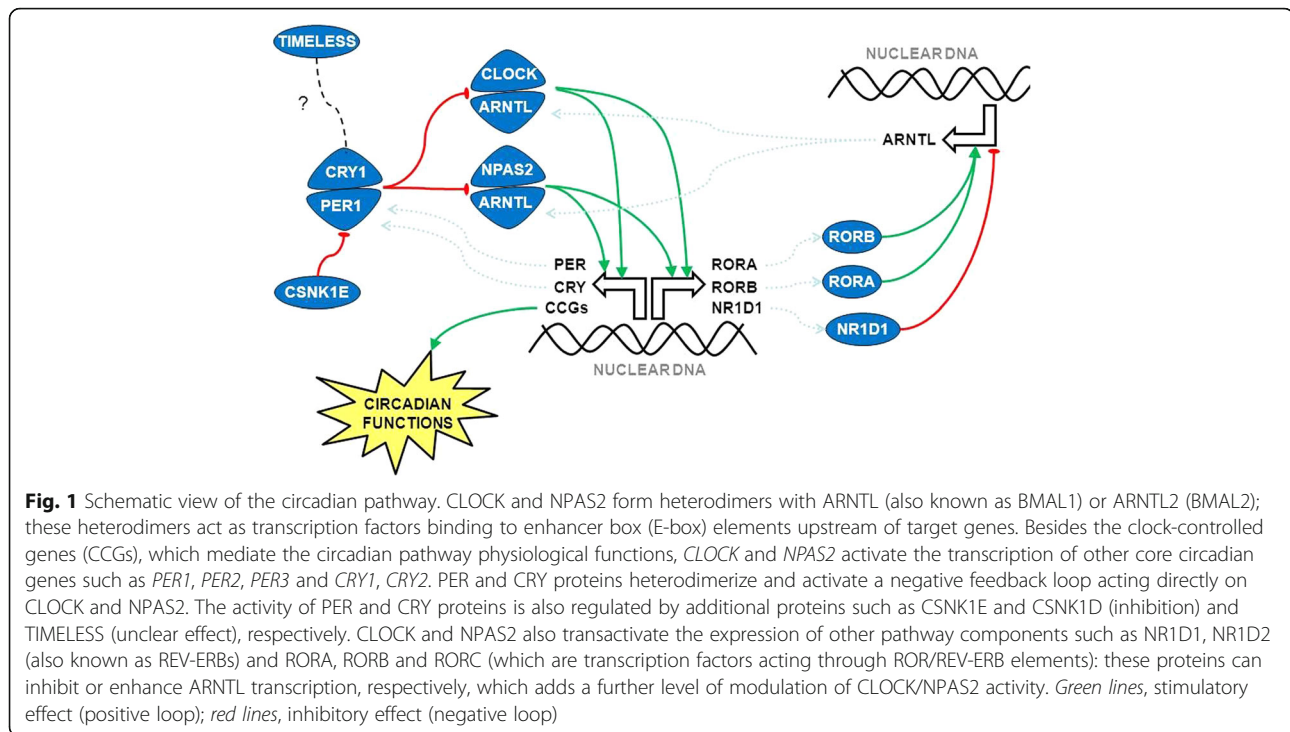 TIMELESS
?
CRY1
PER1
CSNK1E
CLOCK
ARNTL
NPAS2
ARNTL
PER
CRY
CCGs
RORA
RORB
NR1D1
NUCLEAR DNA
CIRCADIAN
FUNCTIONS
NUCLEAR DNA
ARNTL
RORB
RORA
NR1D1
Fig. 1 Schematic view of the circadian pathway. CLOCK and NPAS2 form heterodimers with ARNTL (also known as BMAL1) or ARNTL2 (BMAL2);
these heterodimers act as transcription factors binding to enhancer box (E-box) elements upstream of target genes. Besides the clock-controlled
genes (CCGs), which mediate the circadian pathway physiological functions, CLOCK and NPAS2 activate the transcription of other core circadian
genes such as PER1, PER2, PER3 and CRY1, CRY2. PER and CRY proteins heterodimerize and activate a negative feedback loop acting directly on
CLOCK and NPAS2. The activity of PER and CRY proteins is also regulated by additional proteins such as CSNK1E and CSNK1D (inhibition) and
TIMELESS (unclear effect), respectively. CLOCK and NPAS2 also transactivate the expression of other pathway components such as NR1D1, NR1D2
(also known as REV-ERBs) and RORA, RORB and RORC (which are transcription factors acting through ROR/REV-ERB elements): these proteins can
inhibit or enhance ARNTL transcription, respectively, which adds a further level of modulation of CLOCK/NPAS2 activity. Green lines, stimulatory
effect (positive loop); red lines, inhibitory effect (negative loop)